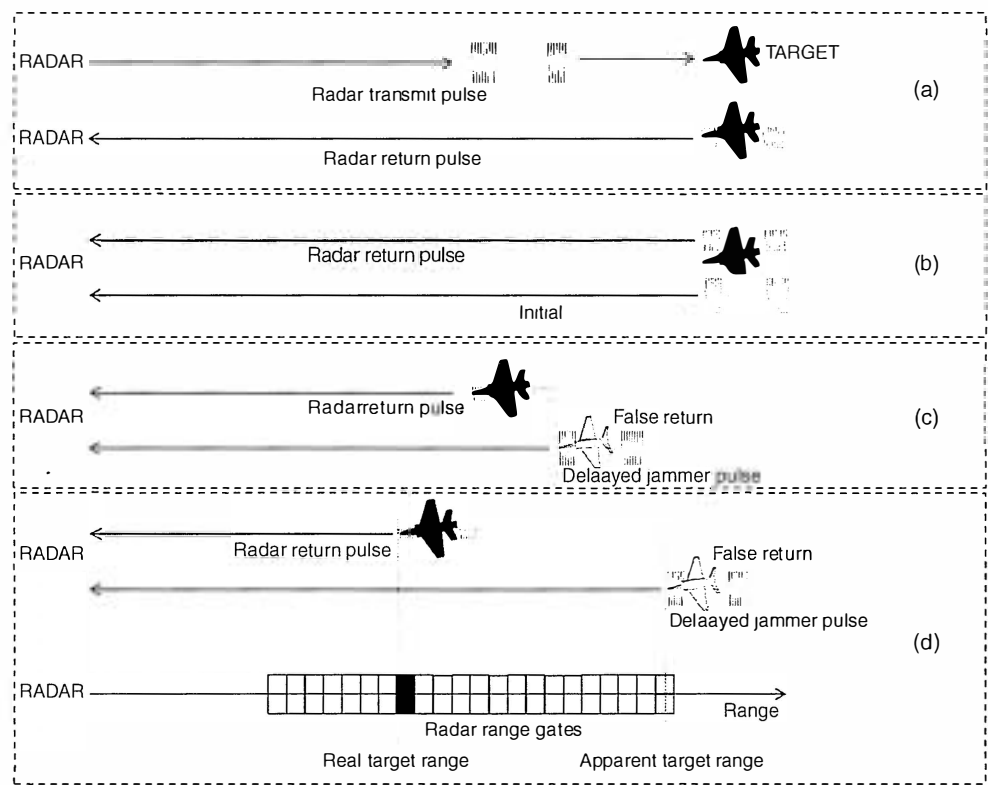 RADAR
TARGET
Radar transmit pulse
(a)
RADAR
Radar return pulse
Radar return pulse
RADAR
(b)
Initial
Radarreturn pulse
RADAR
False return
(c)
Delaayed jammer pulse
Radar return pulse
RADAR
False return
Delaayed jammer pulse
(d)
RADAR
Range
Radar range gates
Real target range
Apparent target range